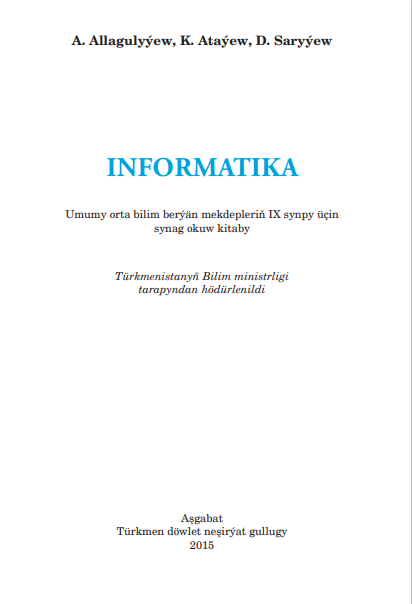 A. Allagulyýew, K. Ataýew, D. Saryýew
INFORMATIKA
Umumy orta bilim berýän mekdepleriň IX synpy üçin
synag okuw kitaby
Türkmenistanyň Bilim ministrligi
tarapyndan hödürlenildi
Aşgabat
Türkmen döwlet neşirýat gullugy
2015